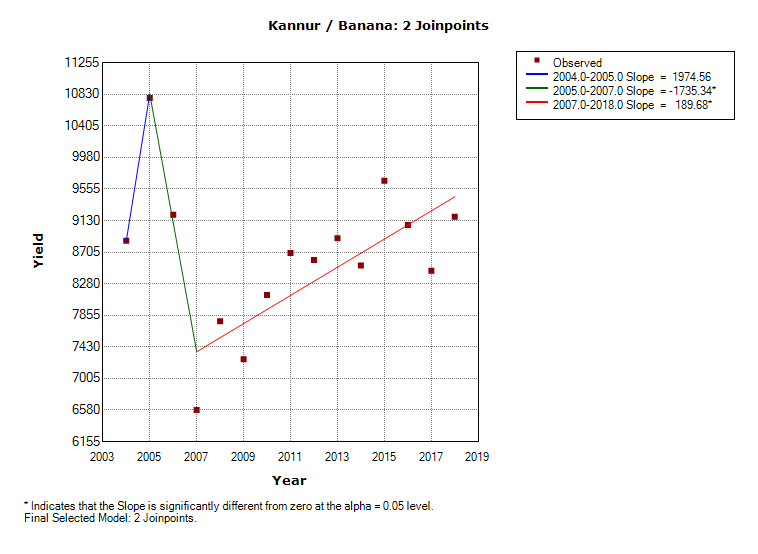 Kannur / Banana: 2 Joinpoints
Observed
2004.0-2005.0 Slope = 1974.56
2005.0-2007.0 Slope = -1735.34*
2007.0-2018.0 Slope = 189.68*
11255
10830
10405
9980
9555
9130
8705
8280
7855
7430
7005
6580
6155
Yield
2003 2005 2007 2009 2011 2013 2015 2017 2019
Year
* Indicates that the Slope is significantly different from zero at the alpha = 0.05 level.
Final Selected Model: 2 Joinpoints.